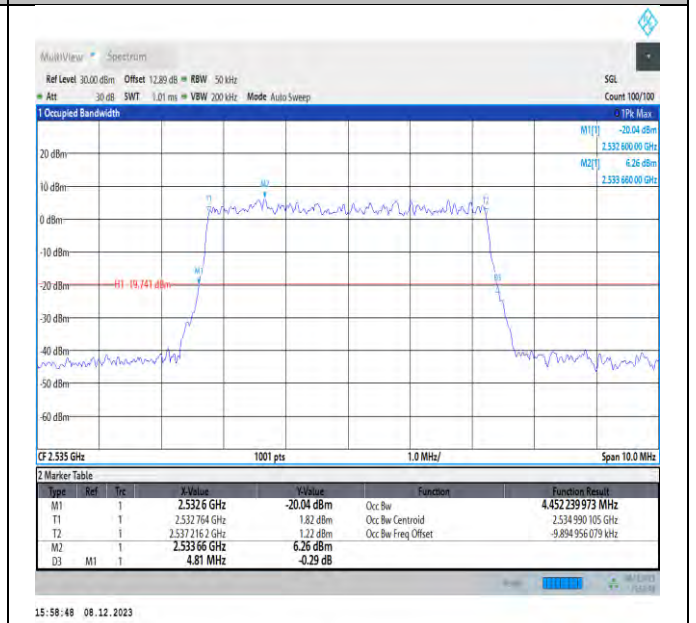 MultiView Spectrum
Ref Level 30.00 dBm Offset 12.89 dB RBW 50 kHz SGL
Att 30 dB SWT 1.01 ms VBW 200 kHz Mode Auto Sweep Count 100/100
1 Occupied Bandwidth 1Pk Max
M1[1] -20.04 dBm
2.532 600 00 GHz
M2[1] 6.26 dBm
2.533 660 00 GHz
20 dBm
10 dBm
M2
T1 T2
0 dBm
-10 dBm
M1
-20 dBm H1 -19.741 dBm
-30 dBm
-40 dBm
-50 dBm
-60 dBm
CF 2.535 GHz 1001 pts 1.0 MHz/ Span 10.0 MHz
2 Marker Table
Type Ref Trc X-Value Y-Value Function Function Result
M1 1 2.532 6 GHz -20.04 dBm Occ Bw 4.452 239 973 MHz
T1 1 2.532 764 GHz 1.82 dBm Occ Bw Centroid 2.534 990 105 GHz
T2 1 2.537 216 2 GHz 1.22 dBm Occ Bw Freq Offset -9.894 956 079 kHz
M2 1 2.533 66 GHz 6.26 dBm
D3 M1 1 4.81 MHz -0.29 dB
15:58:48 08.12.2023